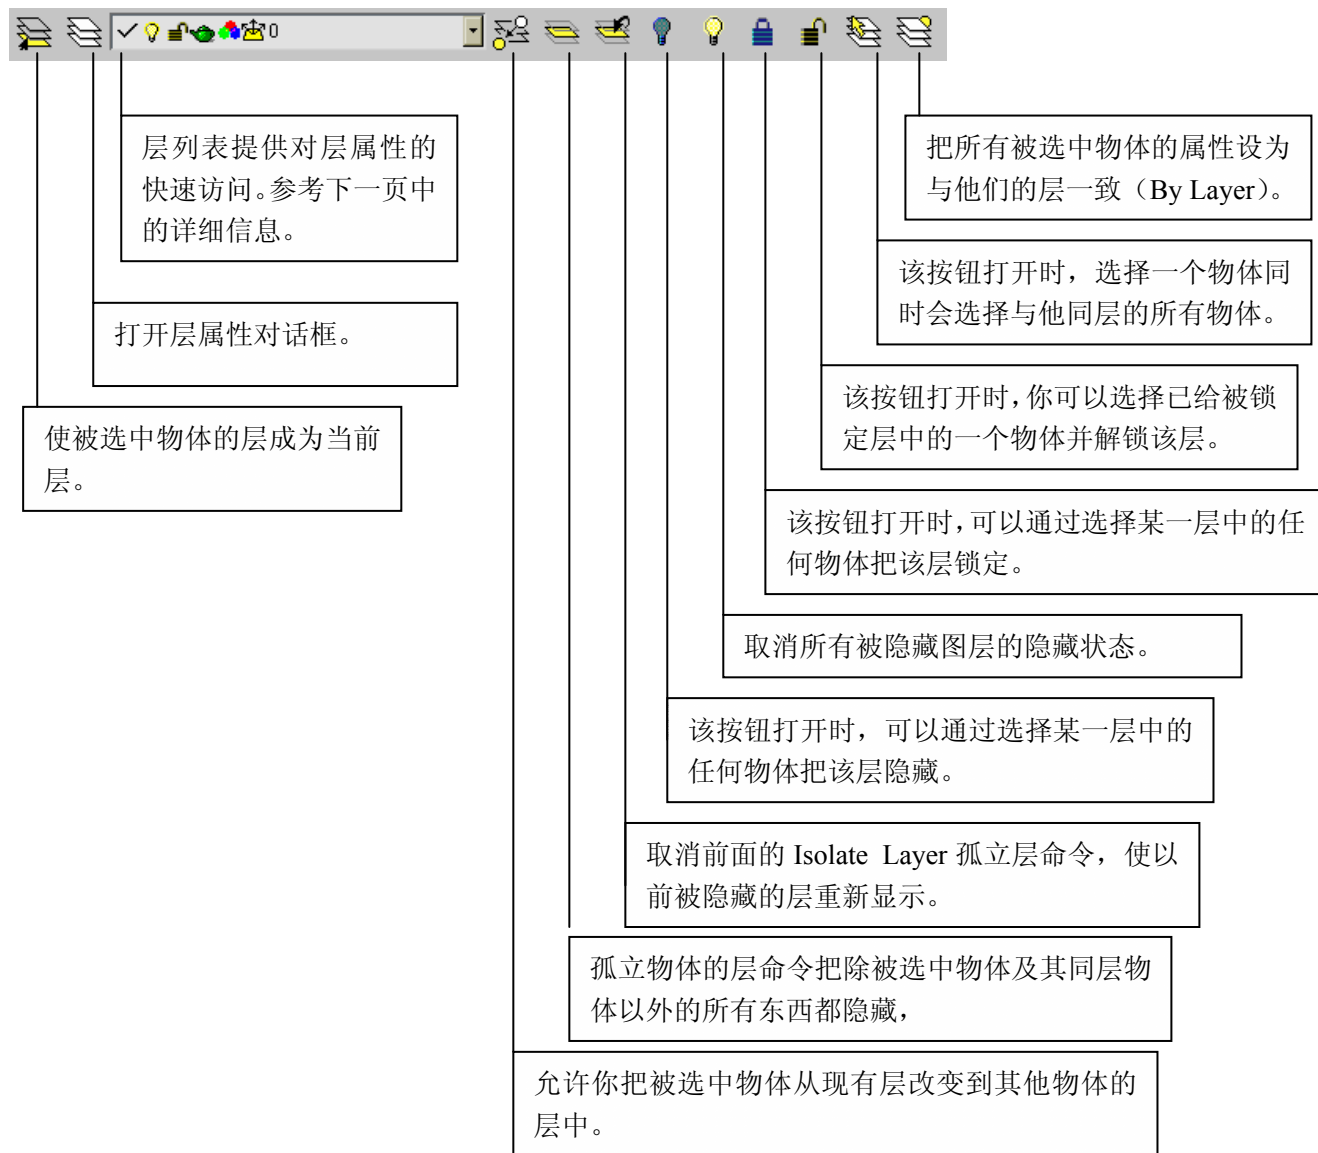 0
层列表提供对层属性的
快速访问。参考下一页中
的详细信息。
打开层属性对话框。
使被选中物体的层成为当前
层。
把所有被选中物体的属性设为
与他们的层一致（By Layer）。
该按钮打开时，选择一个物体同
时会选择与他同层的所有物体。
该按钮打开时，你可以选择已给被锁
定层中的一个物体并解锁该层。
该按钮打开时，可以通过选择某一层中的任
何物体把该层锁定。
取消所有被隐藏图层的隐藏状态。
该按钮打开时，可以通过选择某一层中的
任何物体把该层隐藏。
取消前面的 Isolate Layer 孤立层命令，使以
前被隐藏的层重新显示。
孤立物体的层命令把除被选中物体及其同层物
体以外的所有东西都隐藏，
允许你把被选中物体从现有层改变到其他物体的
层中。